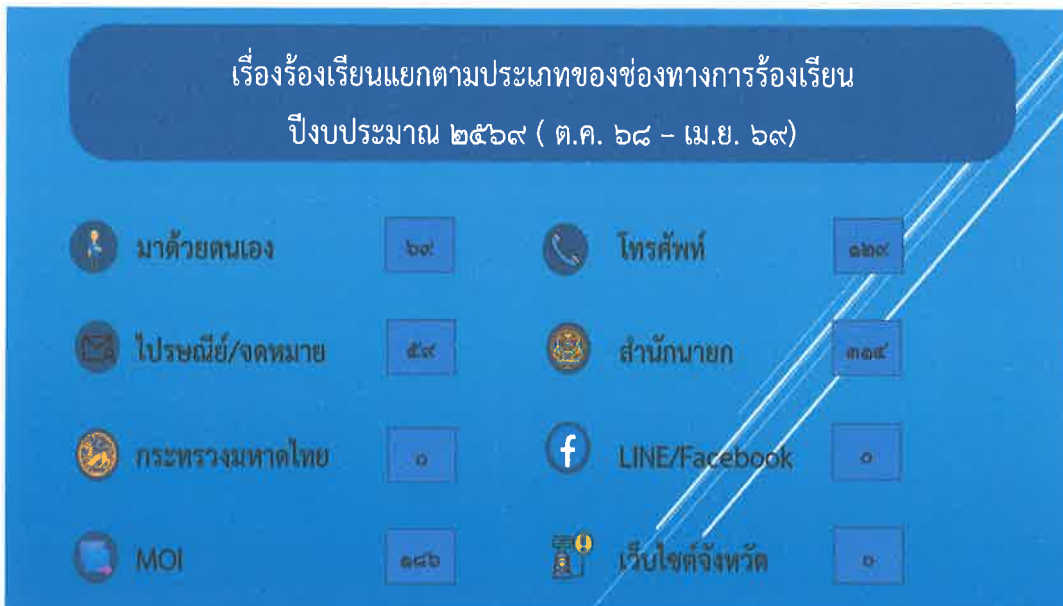 เรื่องร้องเรียนแยกตามประเภทของช่องทางการร้องเรียน
ปีงบประมาณ ๒๕๖๙ ( ต.ค. ๖๘ – เม.ย. ๖๙)
มาด้วยตนเอง ๖๙ โทรศัพท์ ๑๒๙
ไปรษณีย์/จดหมาย ๕๙ สำนักนายก ๓๑๔
กระทรวงมหาดไทย ๐ LINE/Facebook ๐
MOI ๑๘๖ เว็บไซต์จังหวัด ๐